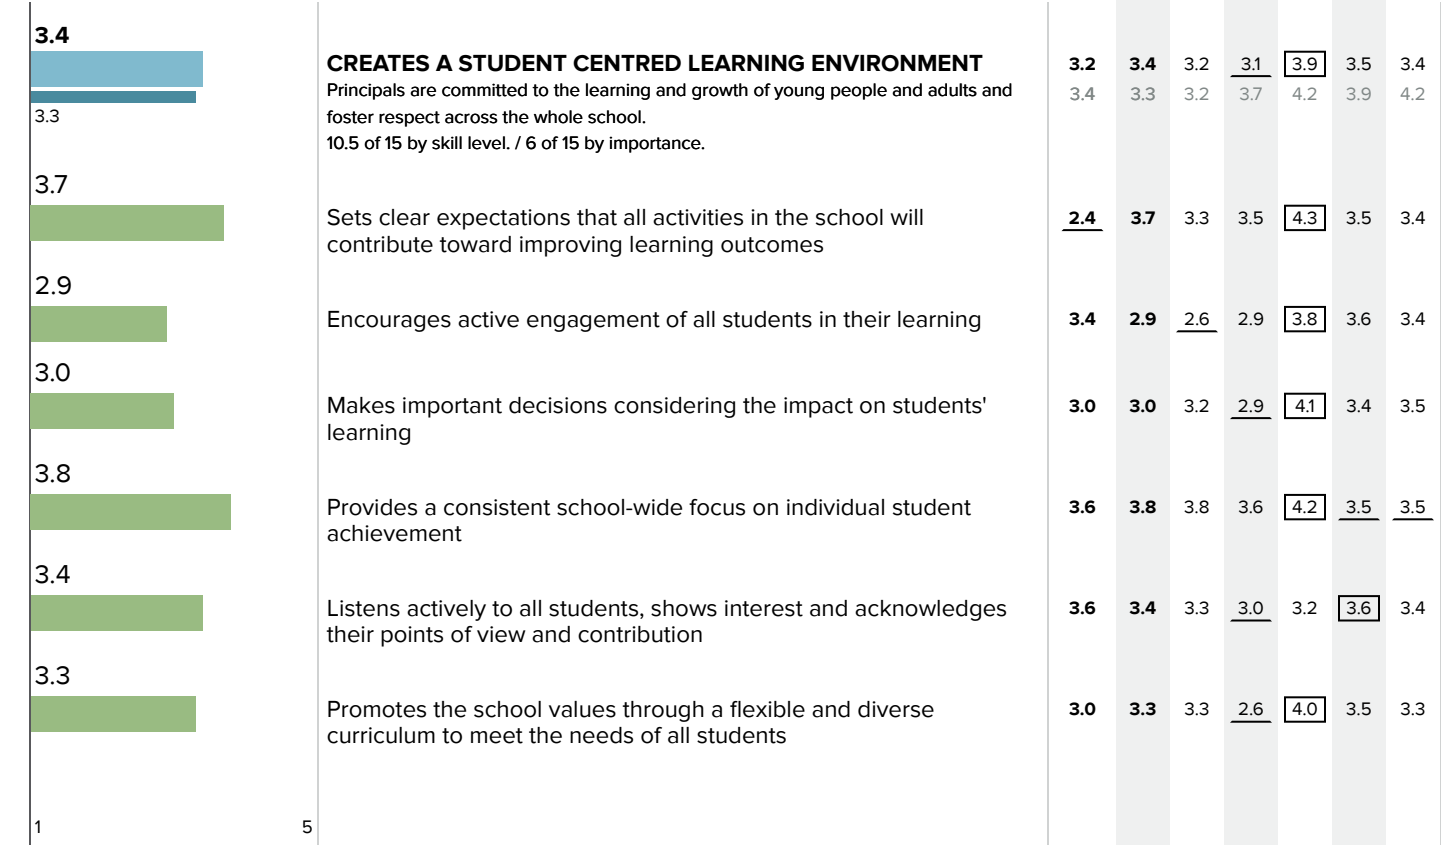 3.4
CREATES A STUDENT CENTRED LEARNING ENVIRONMENT 3.2 3.4 3.2 3.1 3.9 3.5 3.4
Principals are committed to the learning and growth of young people and adults and 3.4 3.3 3.2 3.7 4.2 3.9 4.2
3.3 foster respect across the whole school.
10.5 of 15 by skill level. / 6 of 15 by importance.
3.7
Sets clear expectations that all activities in the school will 2.4 3.7 3.3 3.5 4.3 3.5 3.4
contribute toward improving learning outcomes
2.9
Encourages active engagement of all students in their learning 3.4 2.9 2.6 2.9 3.8 3.6 3.4
3.0
Makes important decisions considering the impact on students' 3.0 3.0 3.2 2.9 4.1 3.4 3.5
learning
3.8
Provides a consistent school-wide focus on individual student 3.6 3.8 3.8 3.6 4.2 3.5 3.5
achievement
3.4
Listens actively to all students, shows interest and acknowledges 3.6 3.4 3.3 3.0 3.2 3.6 3.4
their points of view and contribution
3.3
Promotes the school values through a flexible and diverse 3.0 3.3 3.3 2.6 4.0 3.5 3.3
curriculum to meet the needs of all students
1 5